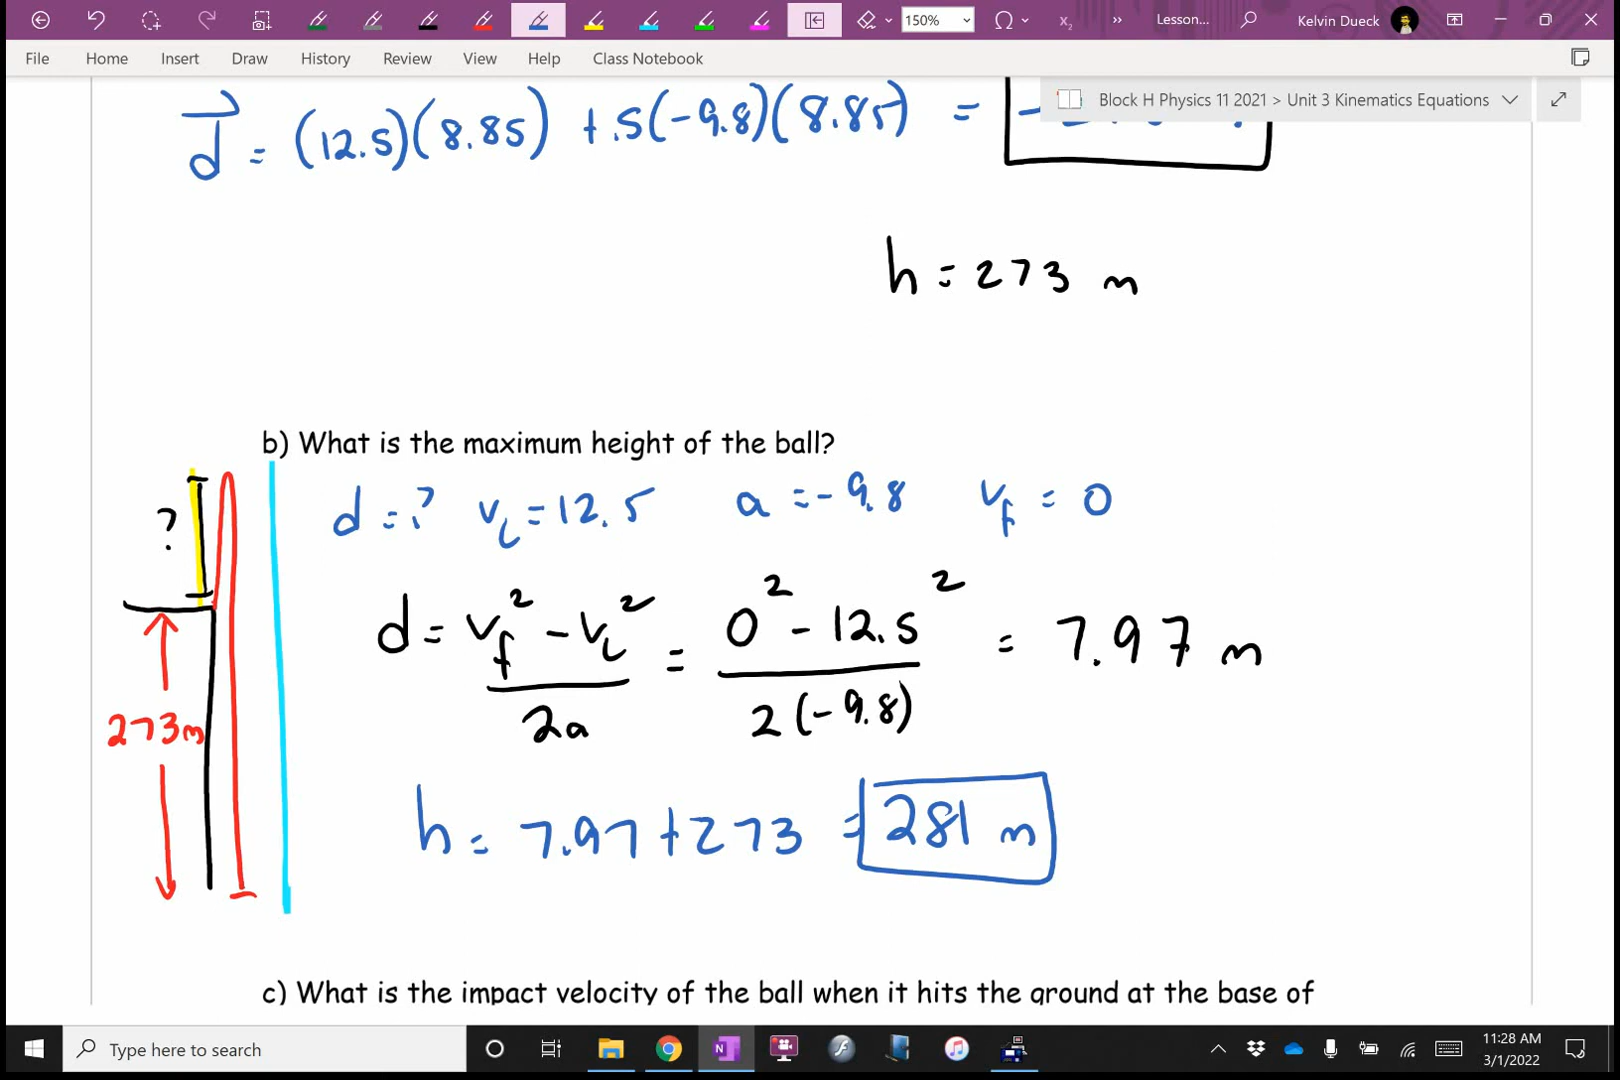 150% Lesson... Kelvin Dueck
File Home Insert Draw History Review View Help Class Notebook
Block H Physics 11 2021 > Unit 3 Kinematics Equations
d = (12.5)(8.85) +.5(-9.8)(8.85) =
h = 273 m
b) What is the maximum height of the ball?
d = ? vi = 12.5 a = -9.8 vf = 0
?
d = vf² - vi² / 2a = 0² - 12.5² / 2(-9.8) = 7.97 m
273m
h = 7.97 + 273 = 281 m
c) What is the impact velocity of the ball when it hits the ground at the base of
Type here to search
11:28 AM
3/1/2022